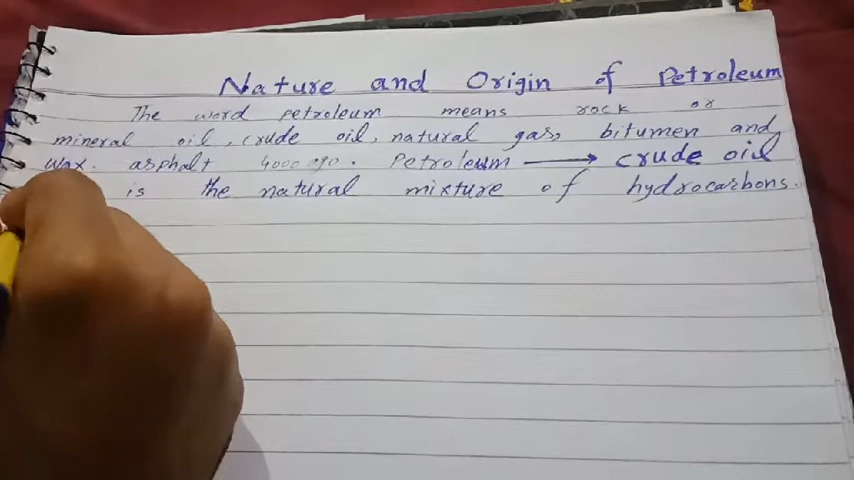 Nature and Origin of Petroleum
The word petroleum means rock or
mineral oil, crude oil, natural gas, bitumen and
wax. asphalt 4000 ago. Petroleum → crude oil
is the natural mixture of hydrocarbons.